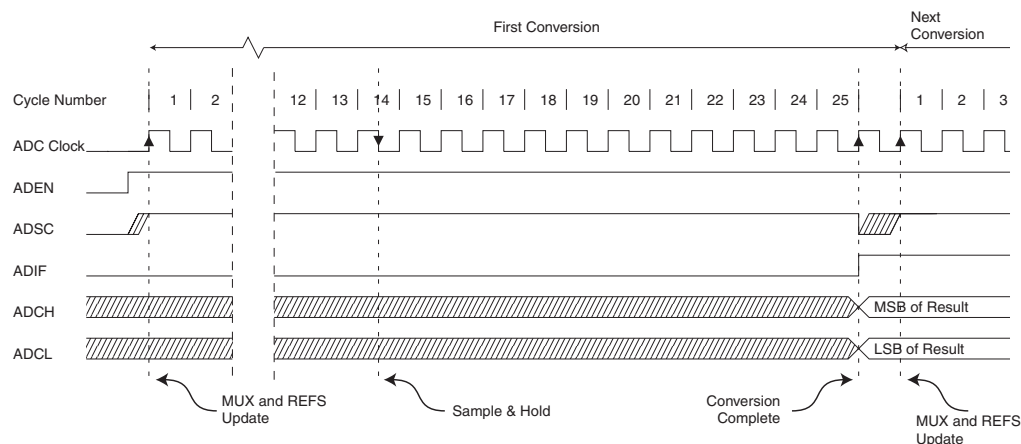 First Conversion
Next
Conversion
Cycle Number 1 2 12 13 14 15 16 17 18 19 20 21 22 23 24 25 1 2 3
ADC Clock
ADEN
ADSC
ADIF
ADCH MSB of Result
ADCL LSB of Result
MUX and REFS
Update
Sample & Hold
Conversion
Complete
MUX and REFS
Update